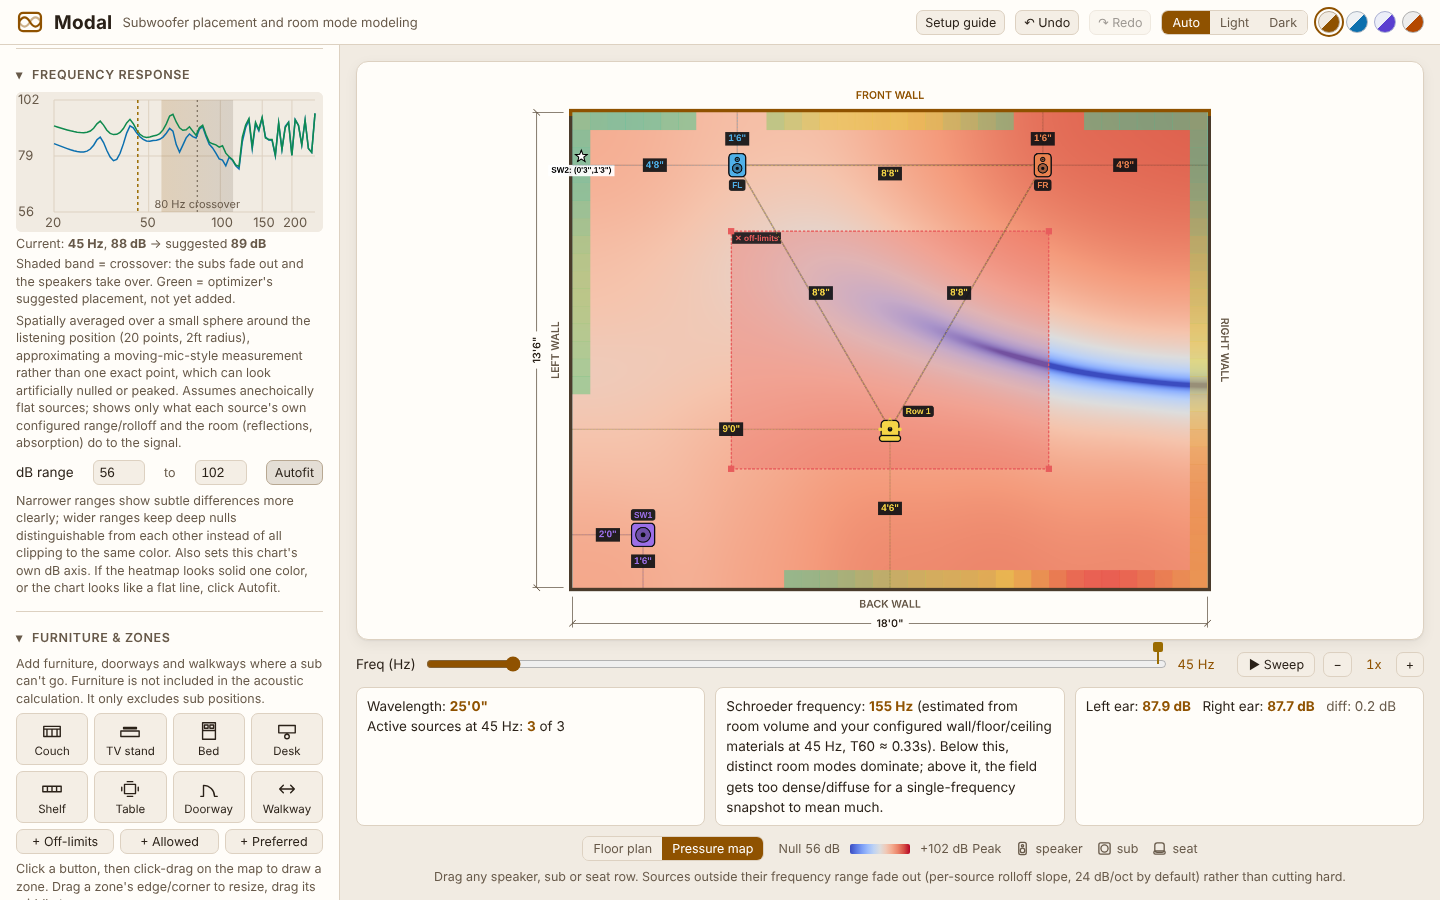 Modal Subwoofer placement and room mode modeling
Setup guide
↶ Undo
↷ Redo
Auto Light Dark
▼ FREQUENCY RESPONSE
102
79
56
80 Hz crossover
20 50 100 150 200
Current: 45 Hz, 88 dB → suggested 89 dB
Shaded band = crossover: the subs fade out and
the speakers take over. Green = optimizer's
suggested placement, not yet added.
Spatially averaged over a small sphere around the
listening position (20 points, 2ft radius),
approximating a moving-mic-style measurement
rather than one exact point, which can look
artificially nulled or peaked. Assumes anechoically
flat sources; shows only what each source's own
configured range/rolloff and the room (reflections,
absorption) do to the signal.
dB range 56 to 102 Autofit
Narrower ranges show subtle differences more
clearly; wider ranges keep deep nulls
distinguishable from each other instead of all
clipping to the same color. Also sets this chart's
own dB axis. If the heatmap looks solid one color,
or the chart looks like a flat line, click Autofit.
▼ FURNITURE & ZONES
Add furniture, doorways and walkways where a sub
can't go. Furniture is not included in the acoustic
calculation. It only excludes sub positions.
Couch TV stand Bed Desk
Shelf Table Doorway Walkway
+ Off-limits + Allowed + Preferred
Click a button, then click-drag on the map to draw a
zone. Drag a zone's edge/corner to resize, drag its
FRONT WALL
1'6" 1'6"
SW2: (0'3",1'3")
4'8" 8'8" 4'8"
FL FR
✕ off-limits
8'8" 8'8"
13'6"
LEFT WALL
RIGHT WALL
Row 1
9'0"
4'6"
SW1
2'0"
1'6"
BACK WALL
18'0"
Freq (Hz) 45 Hz ▶ Sweep − 1x +
Wavelength: 25'0"
Active sources at 45 Hz: 3 of 3
Schroeder frequency: 155 Hz (estimated from
room volume and your configured wall/floor/ceiling
materials at 45 Hz, T60 ≈ 0.33s). Below this,
distinct room modes dominate; above it, the field
gets too dense/diffuse for a single-frequency
snapshot to mean much.
Left ear: 87.9 dB Right ear: 87.7 dB diff: 0.2 dB
Floor plan Pressure map Null 56 dB +102 dB Peak speaker sub seat
Drag any speaker, sub or seat row. Sources outside their frequency range fade out (per-source rolloff slope, 24 dB/oct by default) rather than cutting hard.